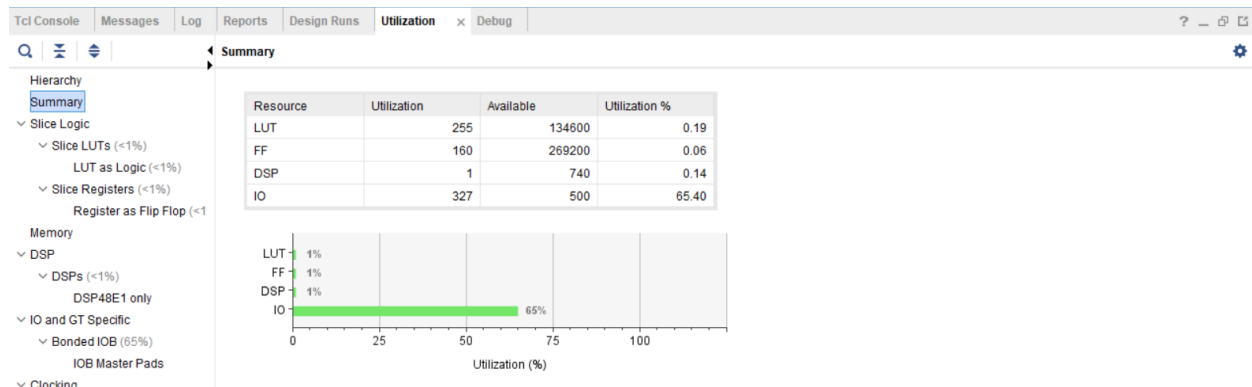 Tcl Console Messages Log Reports Design Runs Utilization × Debug ? _
Summary
Hierarchy
Summary
Slice Logic
Slice LUTs (<1%)
LUT as Logic (<1%)
Slice Registers (<1%)
Register as Flip Flop (<1
Memory
DSP
DSPs (<1%)
DSP48E1 only
IO and GT Specific
Bonded IOB (65%)
IOB Master Pads
Clocking
Resource Utilization Available Utilization %
LUT 255 134600 0.19
FF 160 269200 0.06
DSP 1 740 0.14
IO 327 500 65.40
LUT 1%
FF 1%
DSP 1%
IO 65%
0 25 50 75 100
Utilization (%)